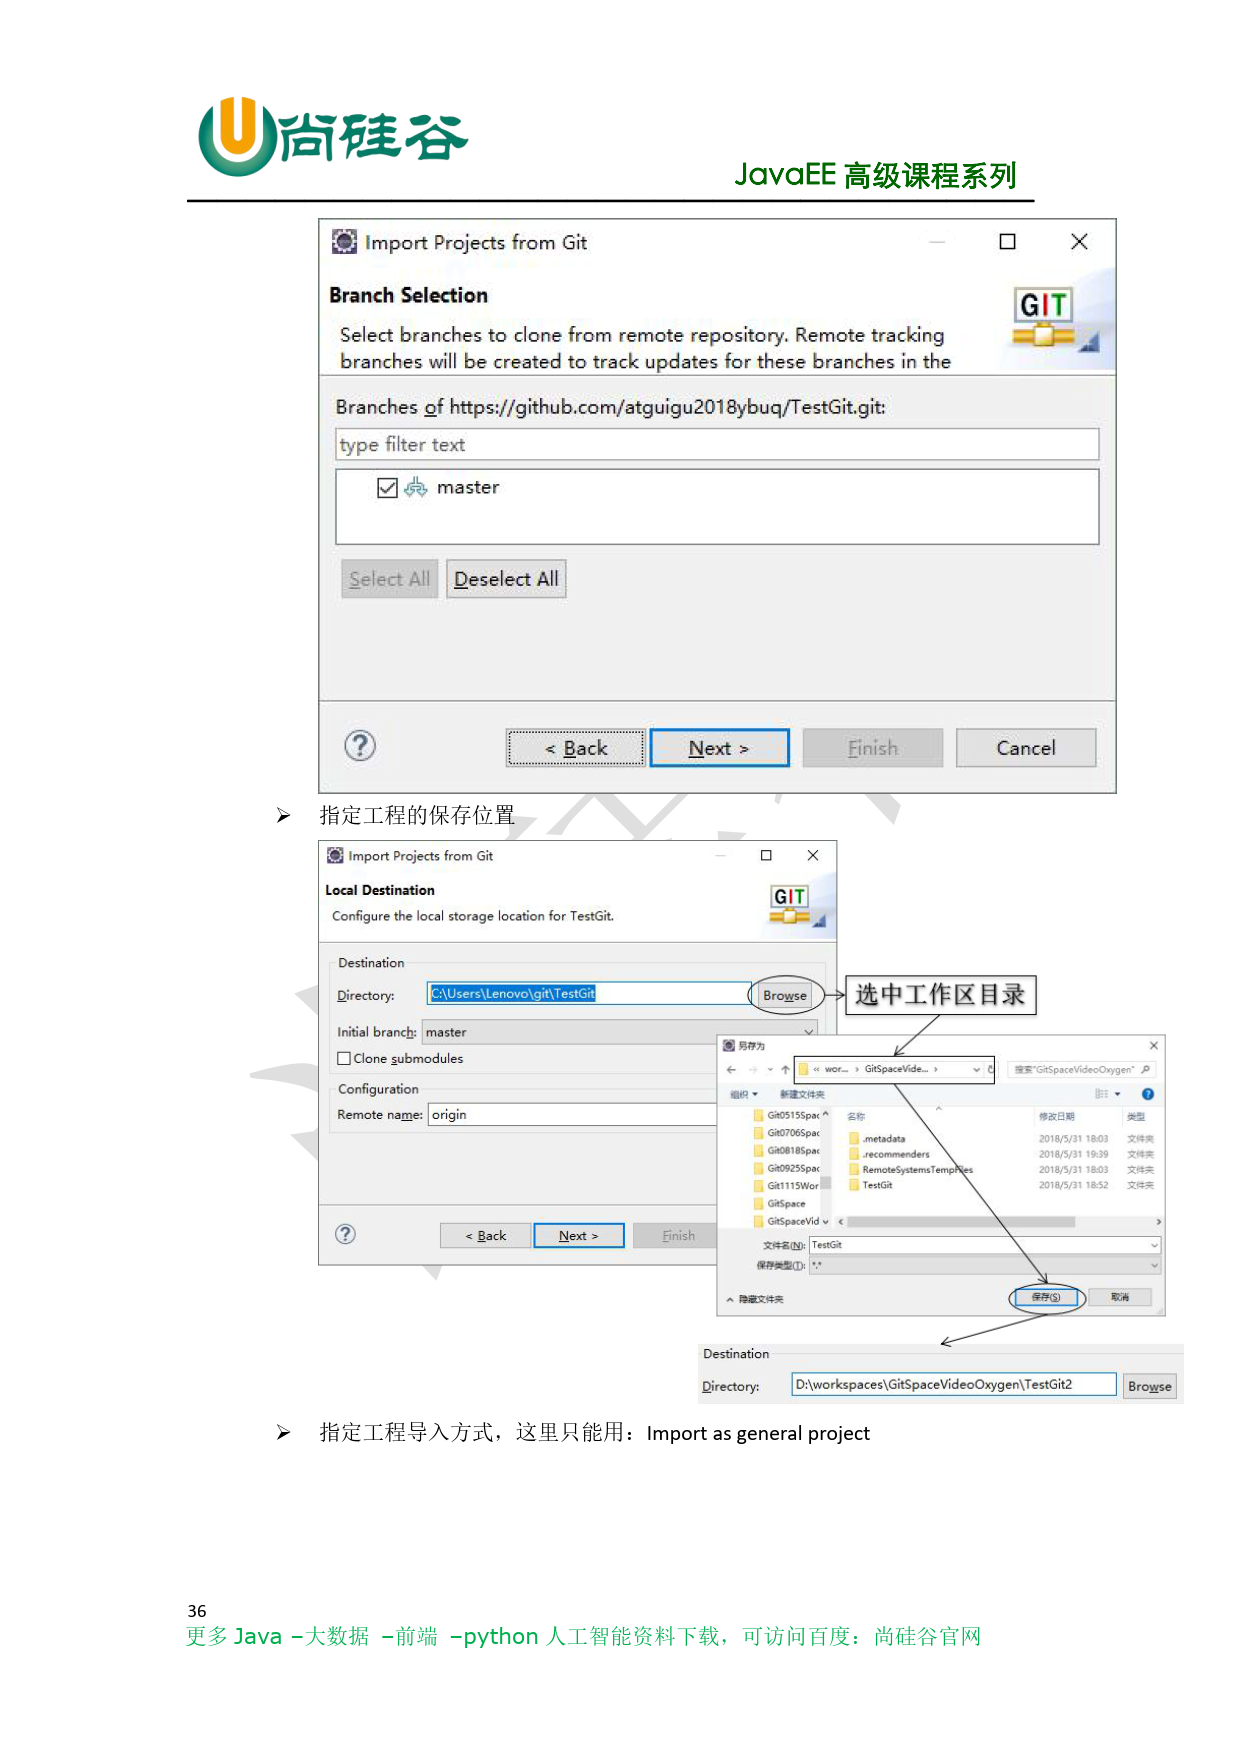 尚硅谷
JavaEE 高级课程系列
Import Projects from Git
Branch Selection
GIT
Select branches to clone from remote repository. Remote tracking
branches will be created to track updates for these branches in the
Branches of https://github.com/atguigu2018ybuq/TestGit.git:
type filter text
master
Select All Deselect All
< Back Next > Finish Cancel
➢ 指定工程的保存位置
Import Projects from Git
Local Destination
GIT
Configure the local storage location for TestGit.
Destination
Directory: C:\Users\Lenovo\git\TestGit Browse
选中工作区目录
Initial branch: master
Clone submodules
Configuration
Remote name: origin
< Back Next > Finish
另存为
« wor... › GitSpaceVide... › 搜索"GitSpaceVideoOxygen"
组织 新建文件夹
名称 修改日期 类型
Git0515Spac
Git0706Spac
Git0818Spac
Git0925Spac
Git1115Wor
GitSpace
GitSpaceVid
.metadata 2018/5/31 18:03 文件夹
.recommenders 2018/5/31 19:39 文件夹
RemoteSystemsTempFiles 2018/5/31 18:03 文件夹
TestGit 2018/5/31 18:52 文件夹
文件名(N): TestGit
保存类型(T): *.*
隐藏文件夹 保存(S) 取消
Destination
Directory: D:\workspaces\GitSpaceVideoOxygen\TestGit2 Browse
➢ 指定工程导入方式，这里只能用：Import as general project
36
更多 Java –大数据 –前端 –python 人工智能资料下载，可访问百度：尚硅谷官网